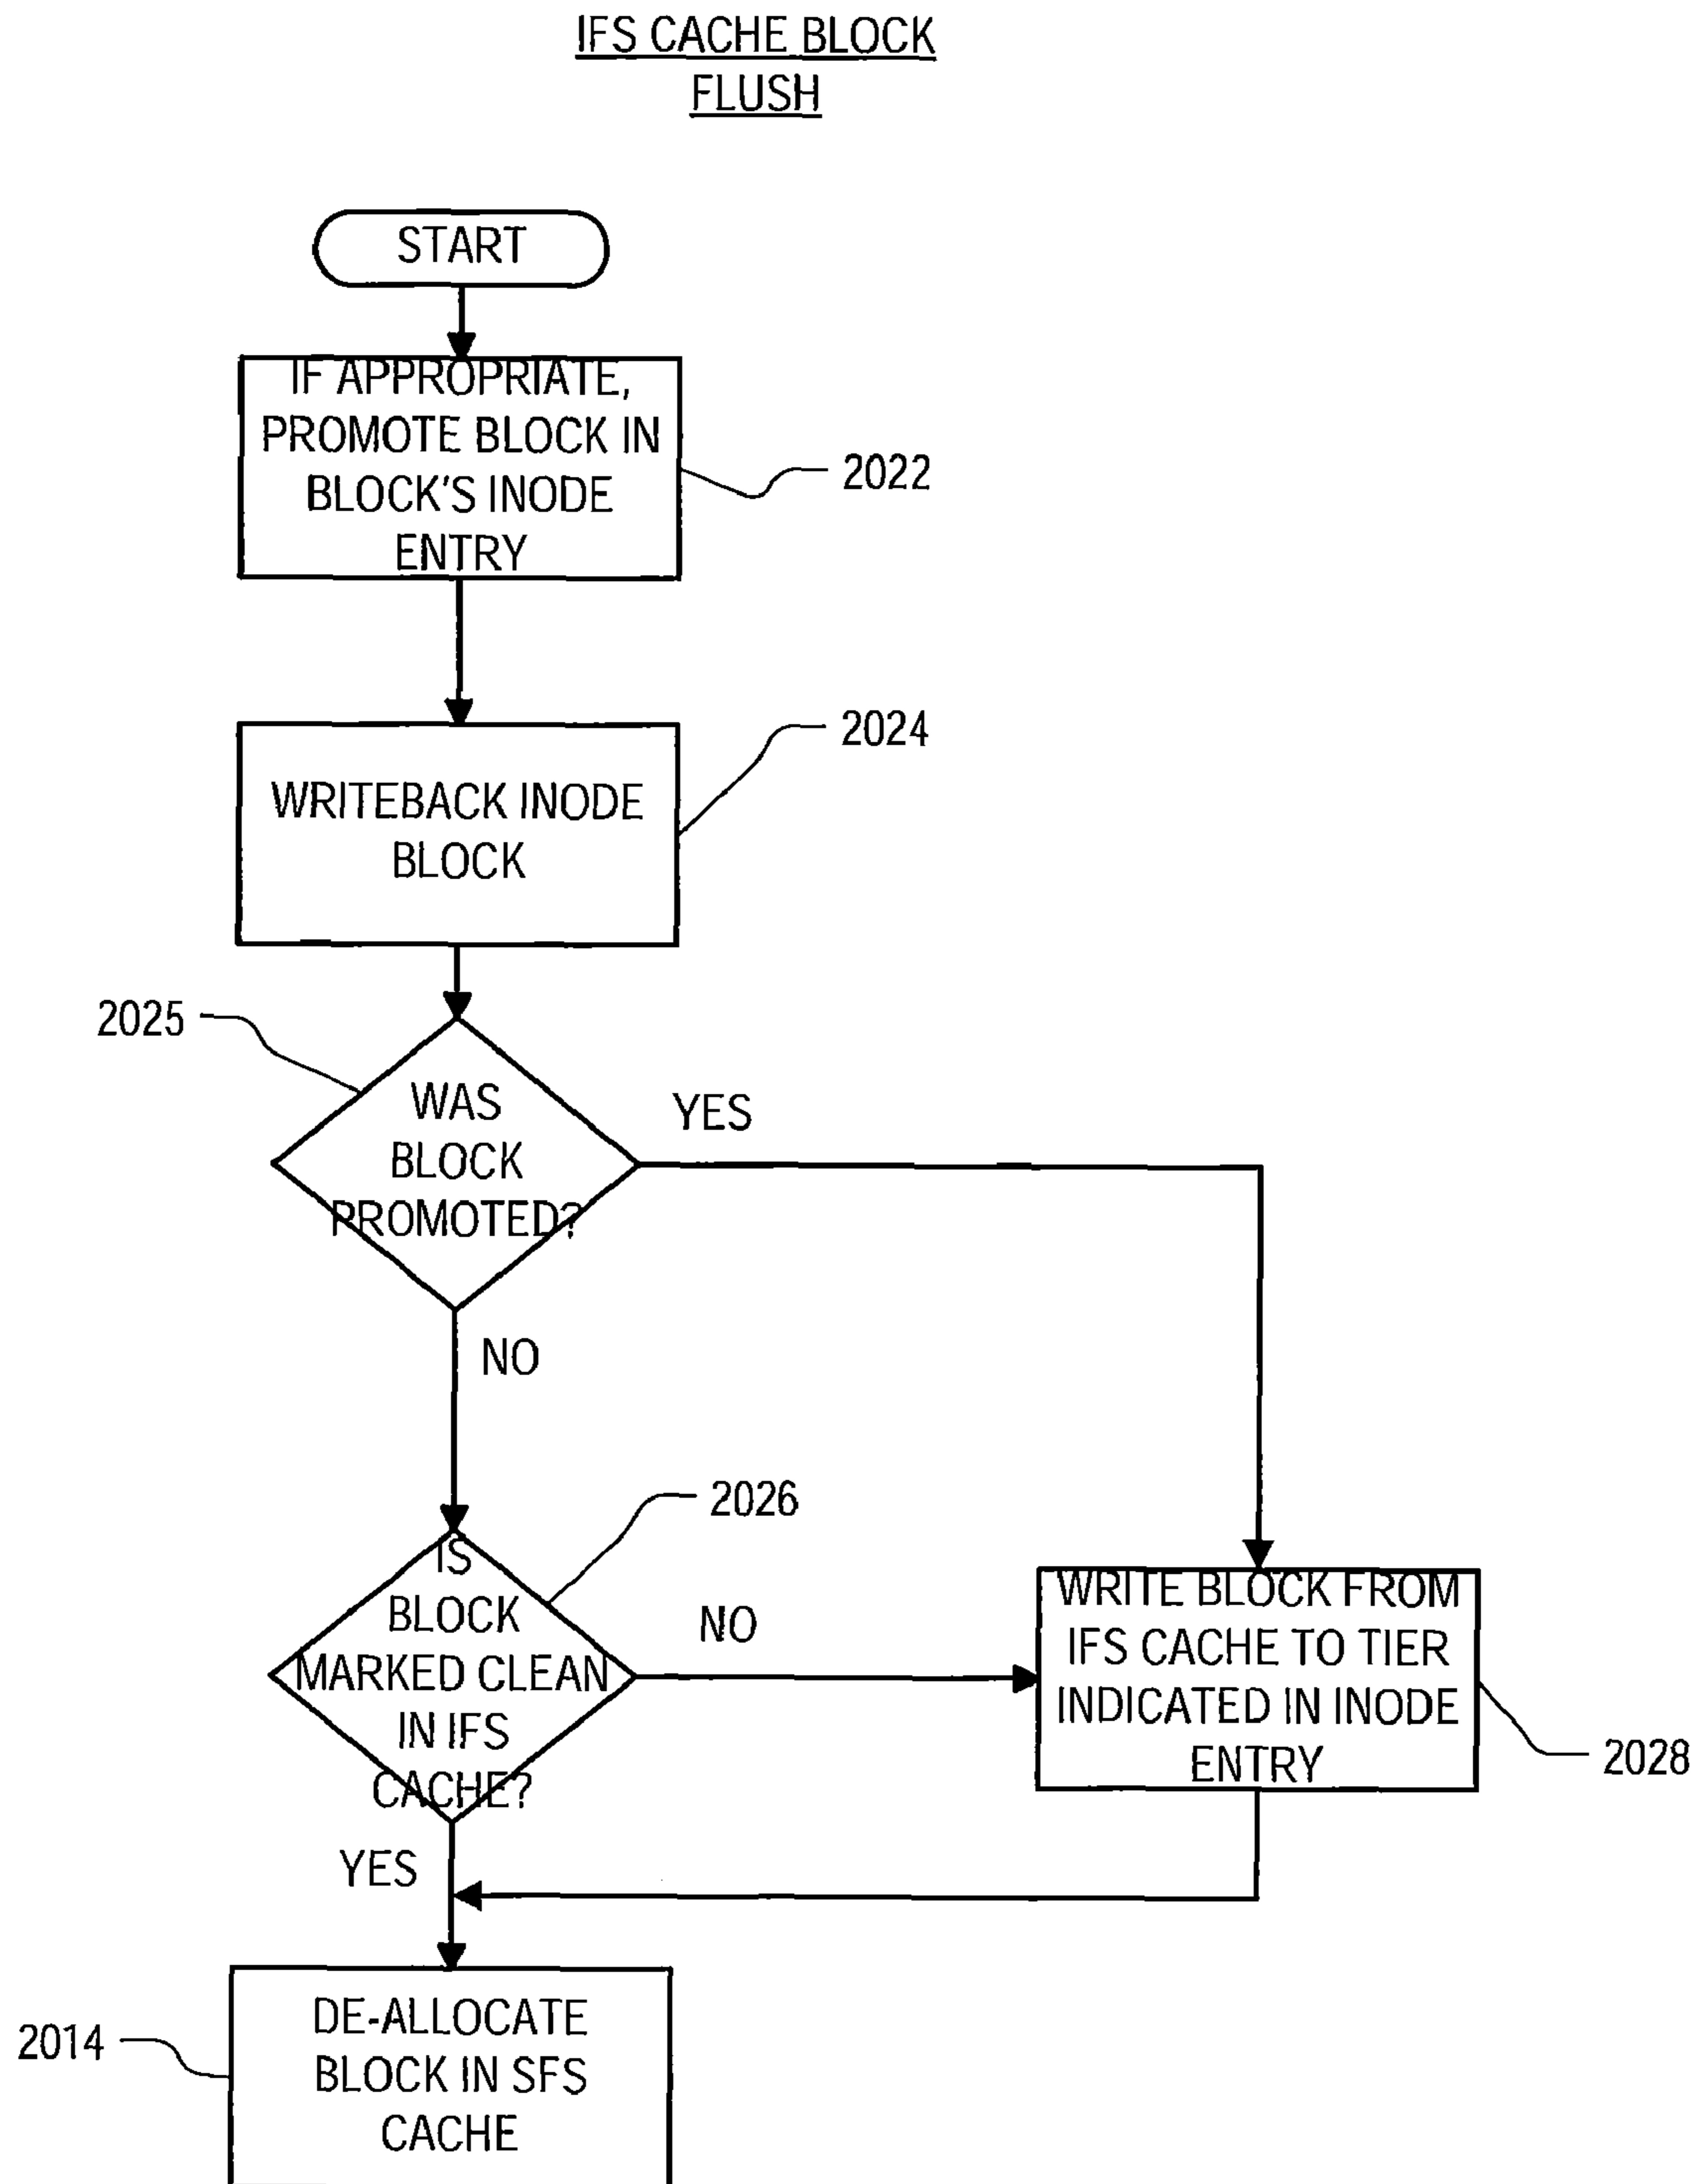 IFS CACHE BLOCK
FLUSH
START
IF APPROPRIATE,
PROMOTE BLOCK IN
BLOCK'S INODE
ENTRY
2022
2024
WRITEBACK INODE
BLOCK
2025
WAS
BLOCK
PROMOTED?
YES
NO
2026
IS
BLOCK
MARKED CLEAN
IN IFS
CACHE?
NO
WRITE BLOCK FROM
IFS CACHE TO TIER
INDICATED IN INODE
ENTRY
2028
YES
2014
DE-ALLOCATE
BLOCK IN SFS
CACHE